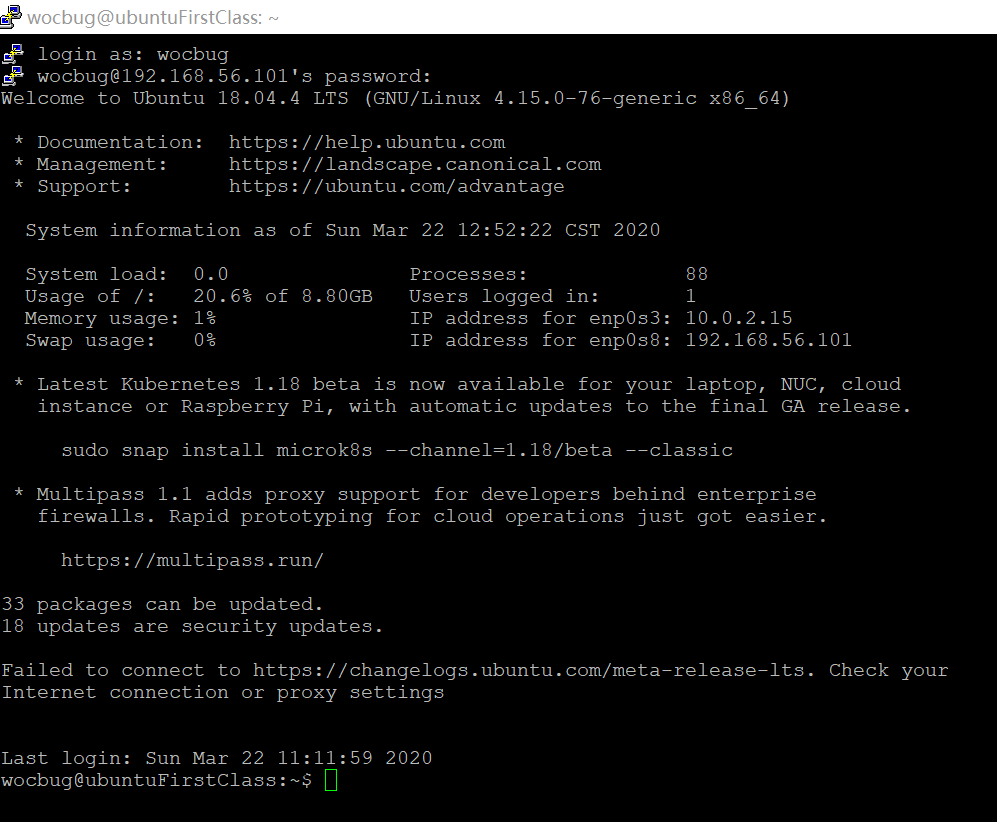 wocbug@ubuntuFirstClass: ~
login as: wocbug
wocbug@192.168.56.101's password:
Welcome to Ubuntu 18.04.4 LTS (GNU/Linux 4.15.0-76-generic x86_64)
* Documentation:  https://help.ubuntu.com
* Management:     https://landscape.canonical.com
* Support:        https://ubuntu.com/advantage
System information as of Sun Mar 22 12:52:22 CST 2020
System load:  0.0               Processes:             88
Usage of /:   20.6% of 8.80GB   Users logged in:       1
Memory usage: 1%                IP address for enp0s3: 10.0.2.15
Swap usage:   0%                IP address for enp0s8: 192.168.56.101
* Latest Kubernetes 1.18 beta is now available for your laptop, NUC, cloud
instance or Raspberry Pi, with automatic updates to the final GA release.
sudo snap install microk8s --channel=1.18/beta --classic
* Multipass 1.1 adds proxy support for developers behind enterprise
firewalls. Rapid prototyping for cloud operations just got easier.
https://multipass.run/
33 packages can be updated.
18 updates are security updates.
Failed to connect to https://changelogs.ubuntu.com/meta-release-lts. Check your
Internet connection or proxy settings
Last login: Sun Mar 22 11:11:59 2020
wocbug@ubuntuFirstClass:~$